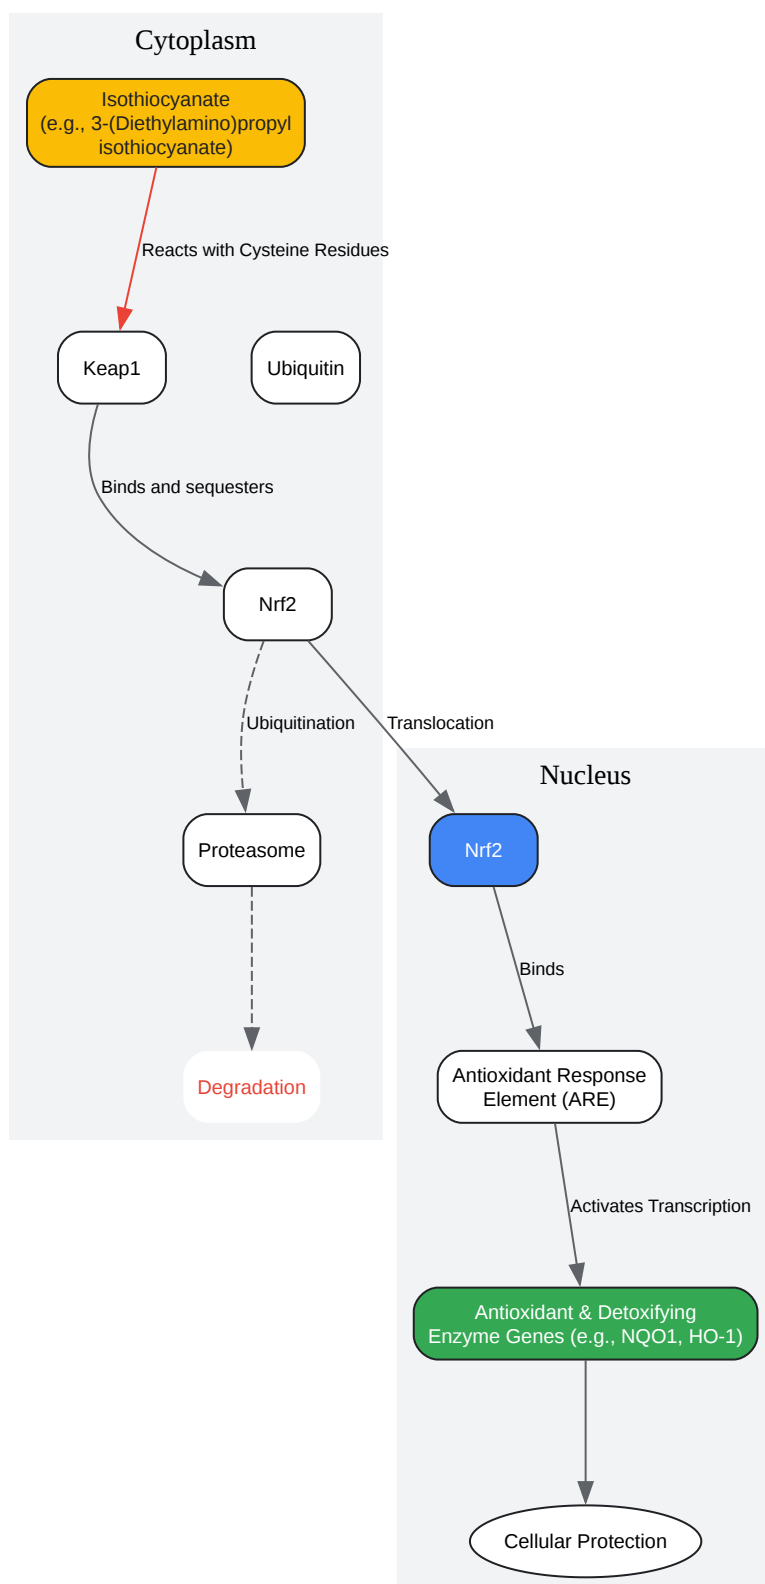 Cytoplasm
Isothiocyanate
(e.g., 3-(Diethylamino)propyl
isothiocyanate)
Reacts with Cysteine Residues
Keap1
Ubiquitin
Binds and sequesters
Nrf2
Ubiquitination
Translocation
Nucleus
Proteasome
Nrf2
Binds
Degradation
Antioxidant Response
Element (ARE)
Activates Transcription
Antioxidant & Detoxifying
Enzyme Genes (e.g., NQO1, HO-1)
Cellular Protection